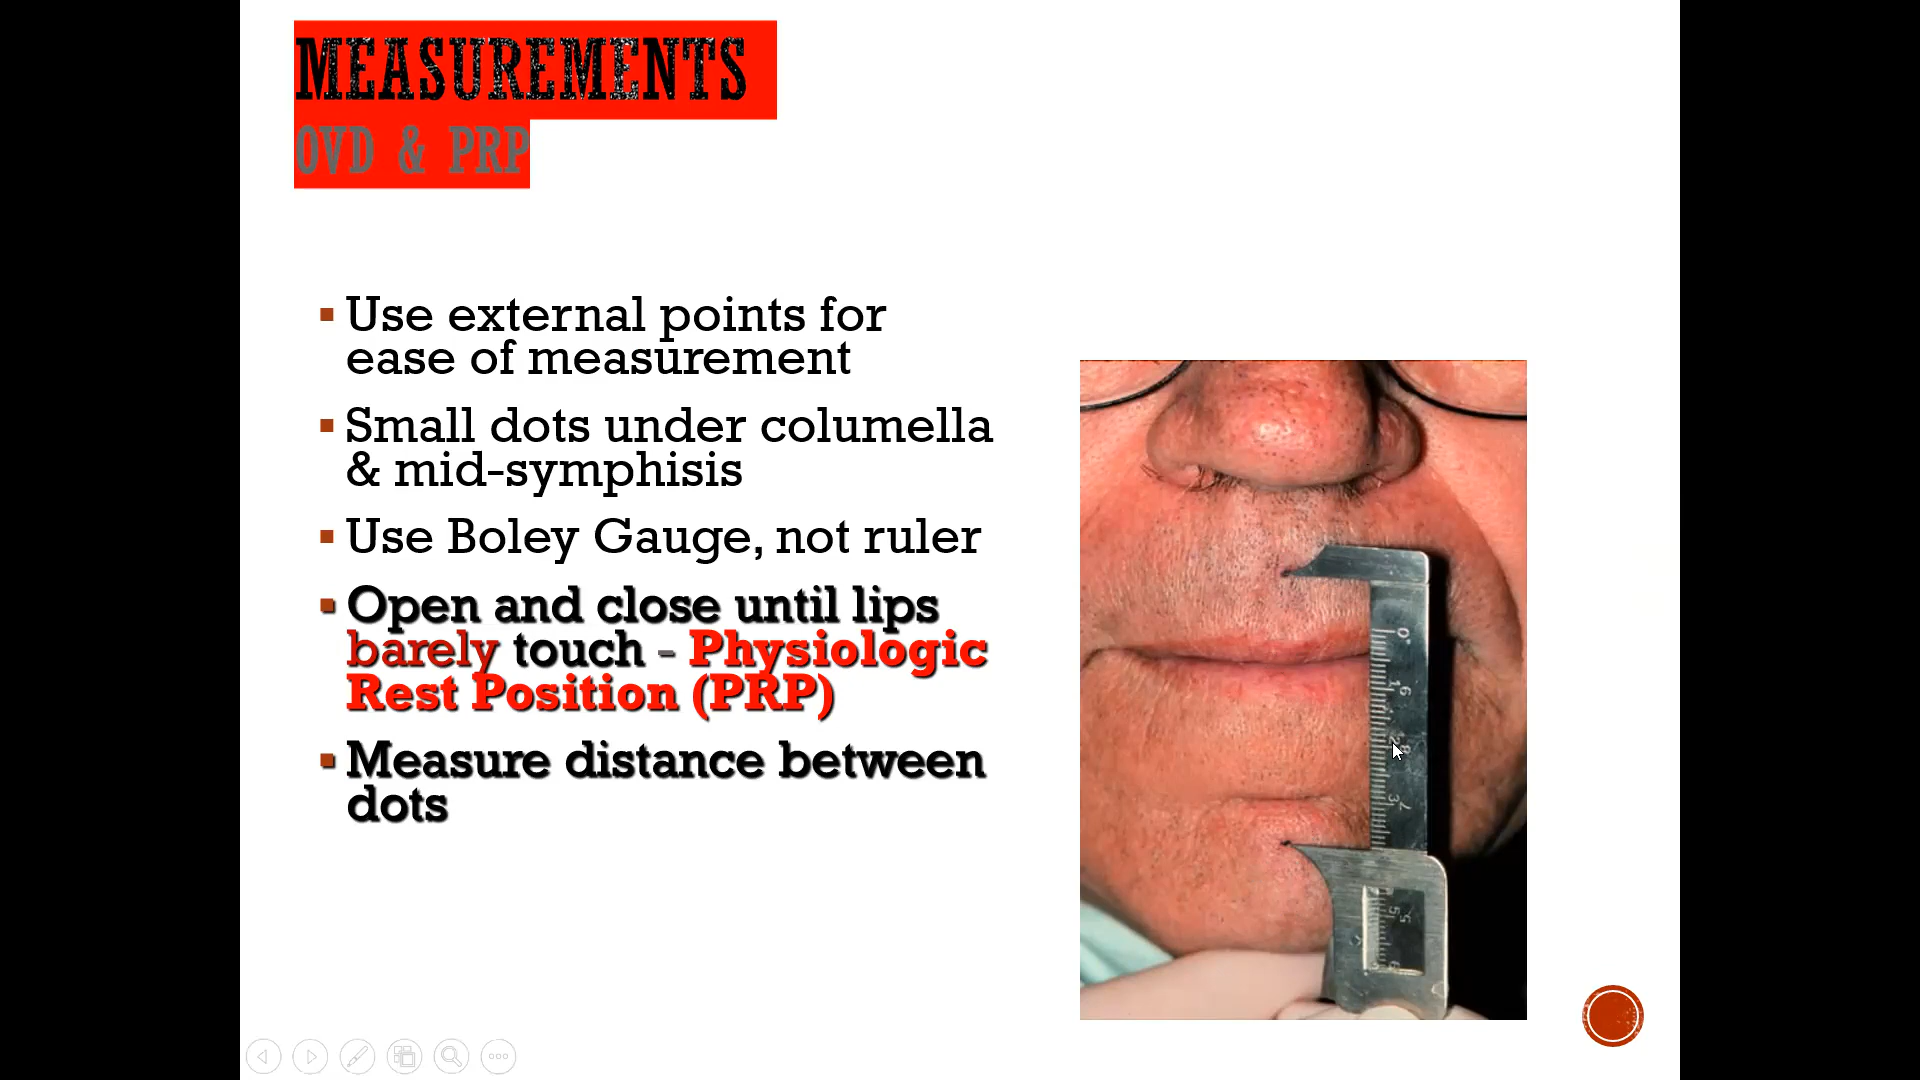 MEASUREMENTS
OVD & PRP
Use external points for
ease of measurement
Small dots under columella
& mid-symphisis
Use Boley Gauge, not ruler
Open and close until lips
barely touch - Physiologic
Rest Position (PRP)
Measure distance between
dots